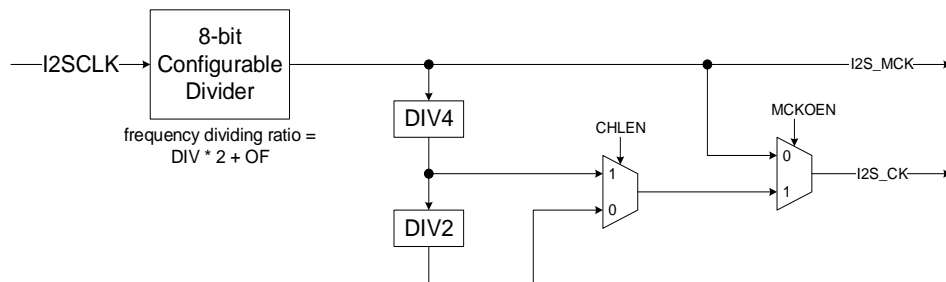 8-bit
Configurable
Divider
I2SCLK
I2S_MCK
frequency dividing ratio =
DIV * 2 + OF
DIV4
CHLEN
MCKOEN
0
1
I2S_CK
1
0
DIV2